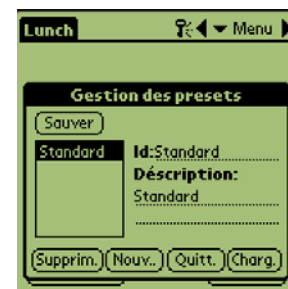 Lunch Menu
Gestion des presets
Sauver
Standard Id:Standard
Déscription:
Standard
Supprim. Nouv.. Quitt. Charg.